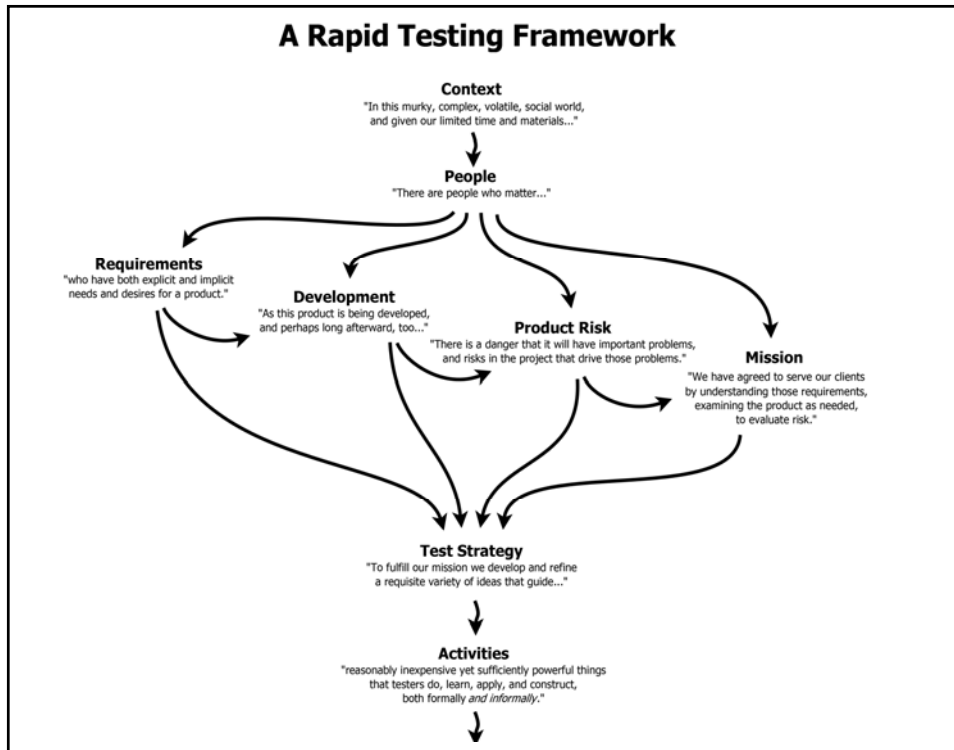 A Rapid Testing Framework
Context
"In this murky, complex, volatile, social world,
and given our limited time and materials..."
People
"There are people who matter..."
Requirements
"who have both explicit and implicit
needs and desires for a product."
Development
"As this product is being developed,
and perhaps long afterward, too..."
Product Risk
"There is a danger that it will have important problems,
and risks in the project that drive those problems."
Mission
"We have agreed to serve our clients
by understanding those requirements,
examining the product as needed,
to evaluate risk."
Test Strategy
"To fulfill our mission we develop and refine
a requisite variety of ideas that guide..."
Activities
"reasonably inexpensive yet sufficiently powerful things
that testers do, learn, apply, and construct,
both formally and informally."